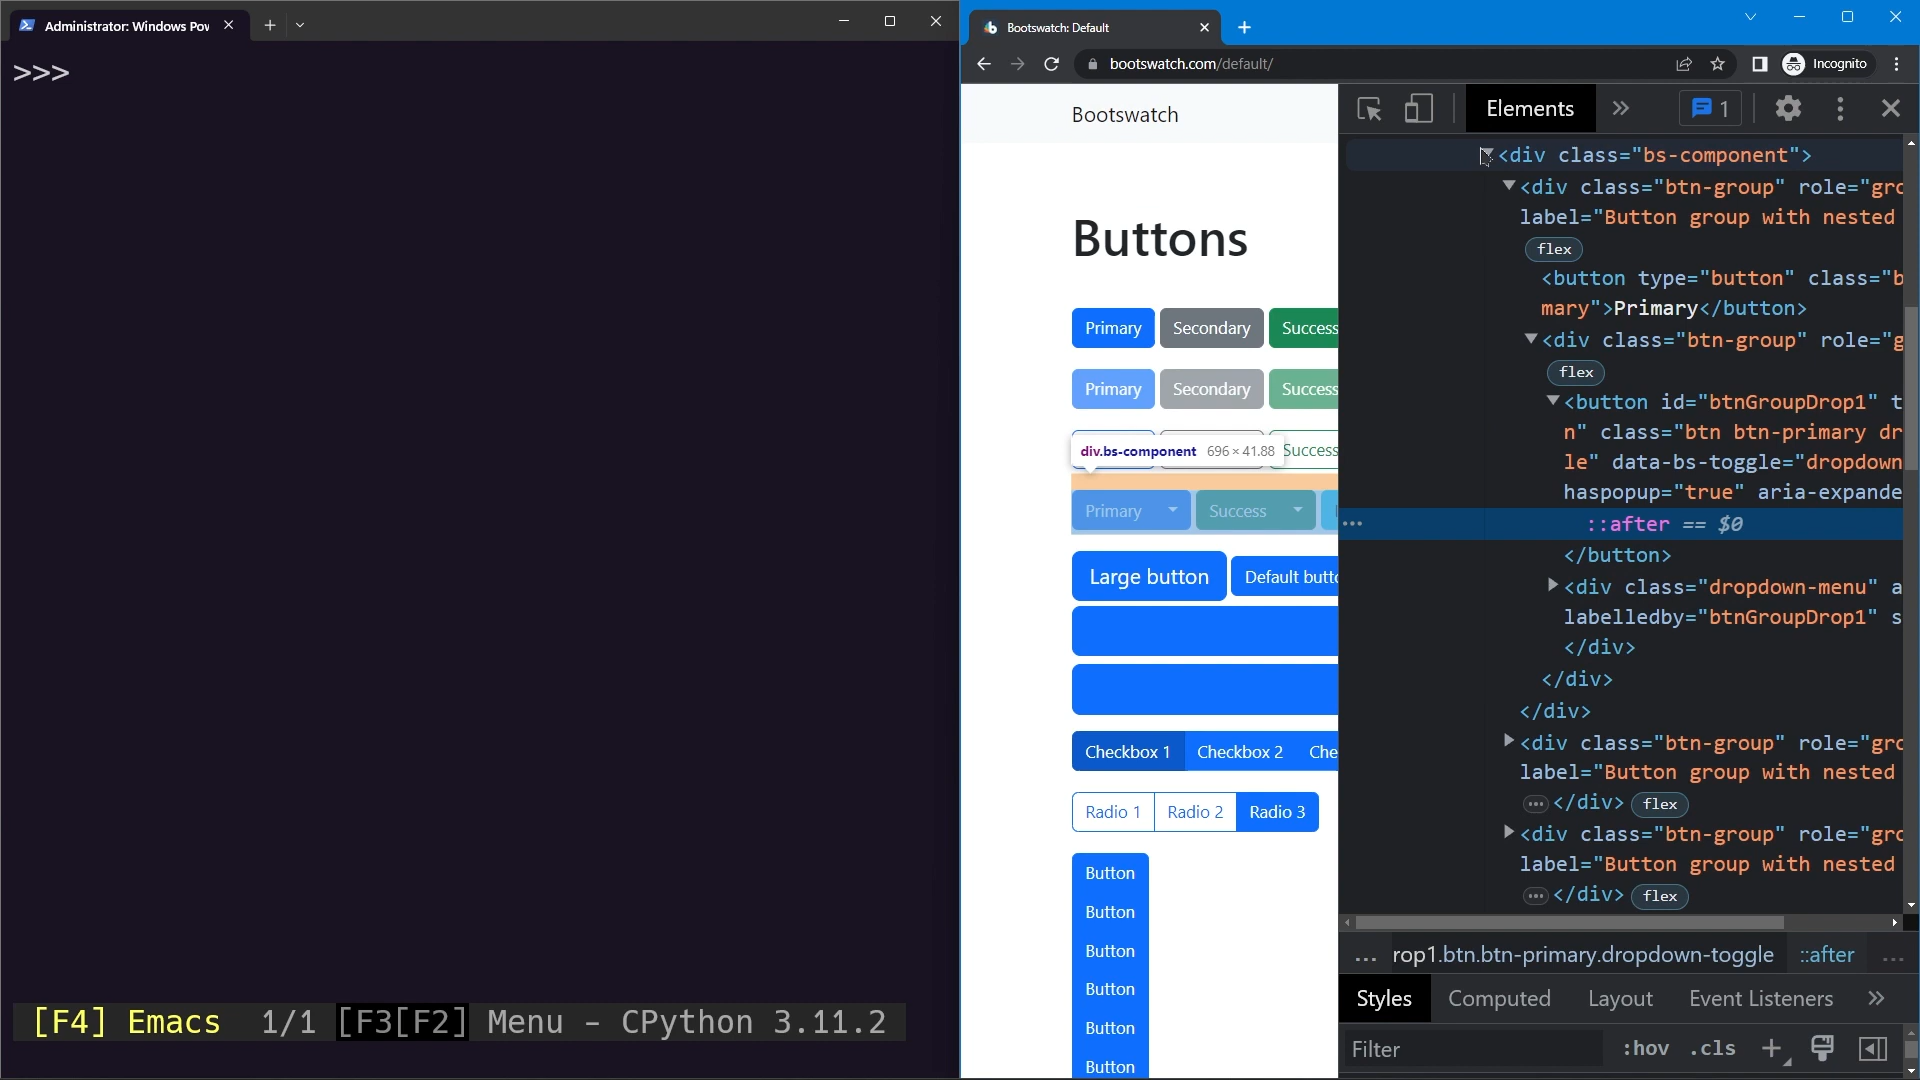 Administrator: Windows Pov
>>>
[F4] Emacs 1/1 [F3[F2] Menu – CPython 3.11.2
Bootswatch: Default
bootswatch.com/default/
Incognito
Bootswatch
Buttons
Primary Secondary Success
Primary Secondary Success
div.bs-component 696 × 41.88 Success
Primary Success
Large button Default butto
Checkbox 1 Checkbox 2 Che
Radio 1 Radio 2 Radio 3
Button
Button
Button
Button
Button
Button
Elements » 1
<div class="bs-component">
<div class="btn-group" role="gro
label="Button group with nested
flex
<button type="button" class="b
mary">Primary</button>
<div class="btn-group" role="g
flex
<button id="btnGroupDrop1" t
n" class="btn btn-primary dr
le" data-bs-toggle="dropdown
haspopup="true" aria-expande
::after == $0
</button>
<div class="dropdown-menu" a
labelledby="btnGroupDrop1" s
</div>
</div>
</div>
<div class="btn-group" role="gro
label="Button group with nested
… </div> flex
<div class="btn-group" role="gro
label="Button group with nested
… </div> flex
… rop1.btn.btn-primary.dropdown-toggle ::after …
Styles Computed Layout Event Listeners »
Filter :hov .cls